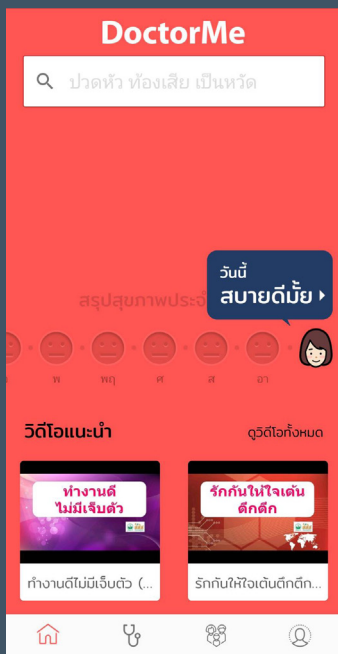 DoctorMe
ปวดหัว ท้องเสีย เป็นหวัด
วันนี้
สบายดีมั้ย
สรุปสุขภาพประจำ
พ พฤ ศ ส อา
วิดีโอแนะนำ ดูวิดีโอทั้งหมด
ทำงานดี
ไม่มีเจ็บตัว
รักกันให้ใจเต้น
ตึกตึก
ทำงานดีไม่มีเจ็บตัว (...
รักกันให้ใจเต้นตึกตึก...